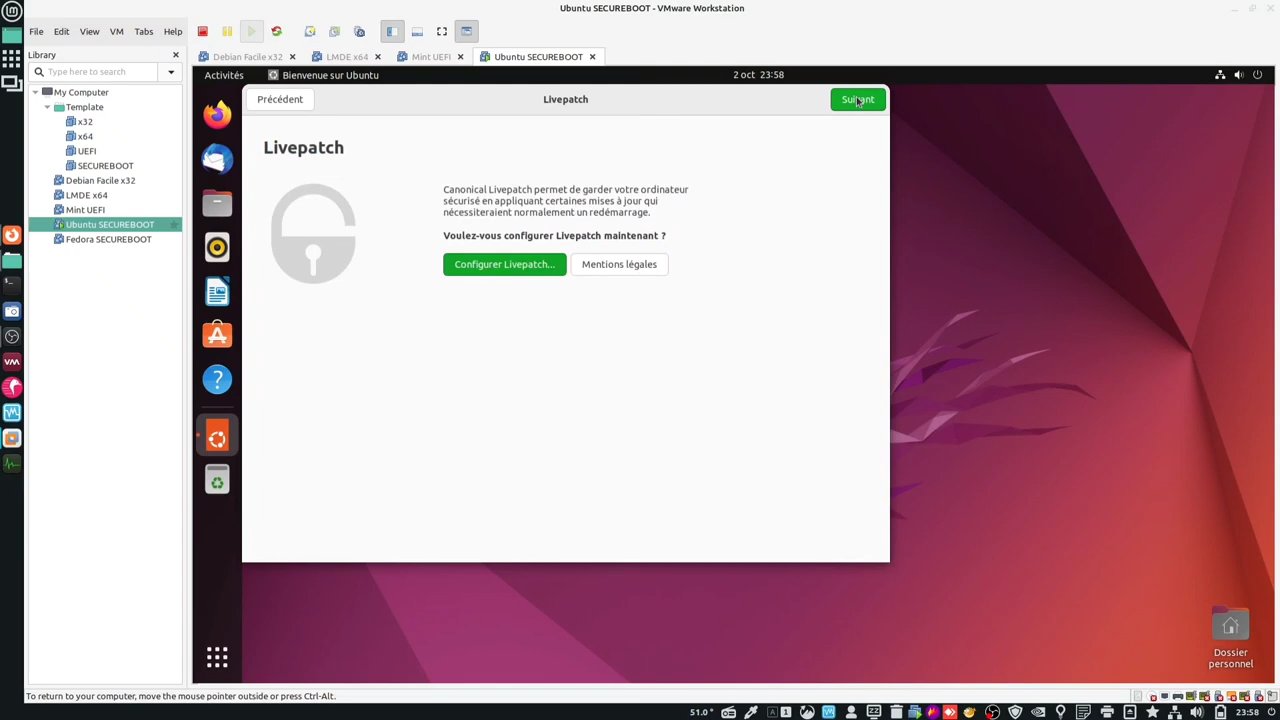 Ubuntu SECUREBOOT - VMware Workstation
File Edit View VM Tabs Help
Library
Type here to search
My Computer
Template
x32
x64
UEFI
SECUREBOOT
Debian Facile x32
LMDE x64
Mint UEFI
Ubuntu SECUREBOOT
Fedora SECUREBOOT
Debian Facile x32 LMDE x64 Mint UEFI Ubuntu SECUREBOOT
Activités Bienvenue sur Ubuntu 2 oct 23:58
Précédent Livepatch Suivant
Livepatch
Canonical Livepatch permet de garder votre ordinateur
sécurisé en appliquant certaines mises à jour qui
nécessiteraient normalement un redémarrage.
Voulez-vous configurer Livepatch maintenant ?
Configurer Livepatch... Mentions légales
Dossier
personnel
To return to your computer, move the mouse pointer outside or press Ctrl-Alt.
51.0° 23:58